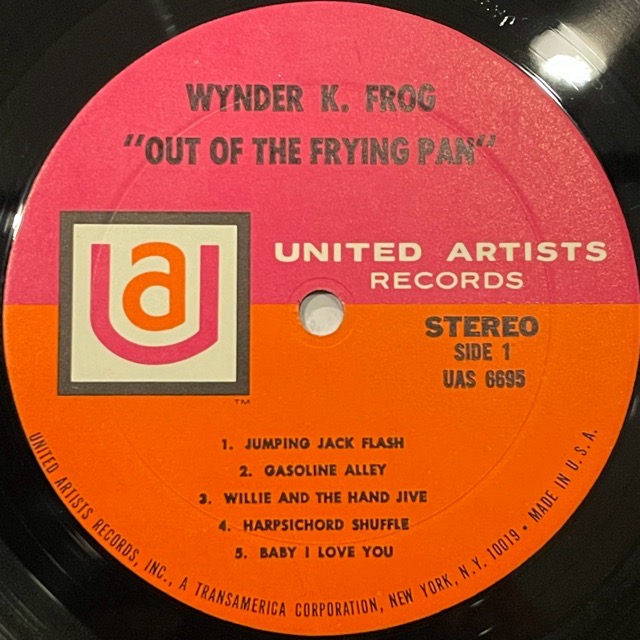 WYNDER K. FROG
"OUT OF THE FRYING PAN"
ua
UNITED ARTISTS
RECORDS
TM
STEREO
SIDE 1
UAS 6695
1. JUMPING JACK FLASH
2. GASOLINE ALLEY
3. WILLIE AND THE HAND JIVE
4. HARPSICHORD SHUFFLE
5. BABY I LOVE YOU
UNITED ARTISTS RECORDS, INC., A TRANSAMERICA CORPORATION, NEW YORK, N.Y. 10019 • MADE IN U.S.A.